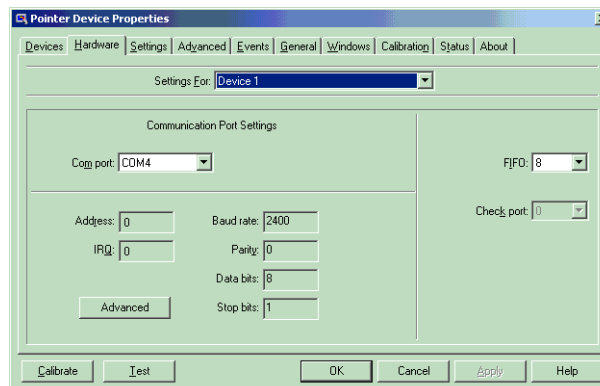 Pointer Device Properties
Devices Hardware Settings Advanced Events General Windows Calibration Status About
Settings For: Device 1
Communication Port Settings
Com port: COM4
FIFO: 8
Address: 0 Baud rate: 2400
Check port: 0
IRQ: 0 Parity: 0
Data bits: 8
Advanced Stop bits: 1
Calibrate Test OK Cancel Apply Help